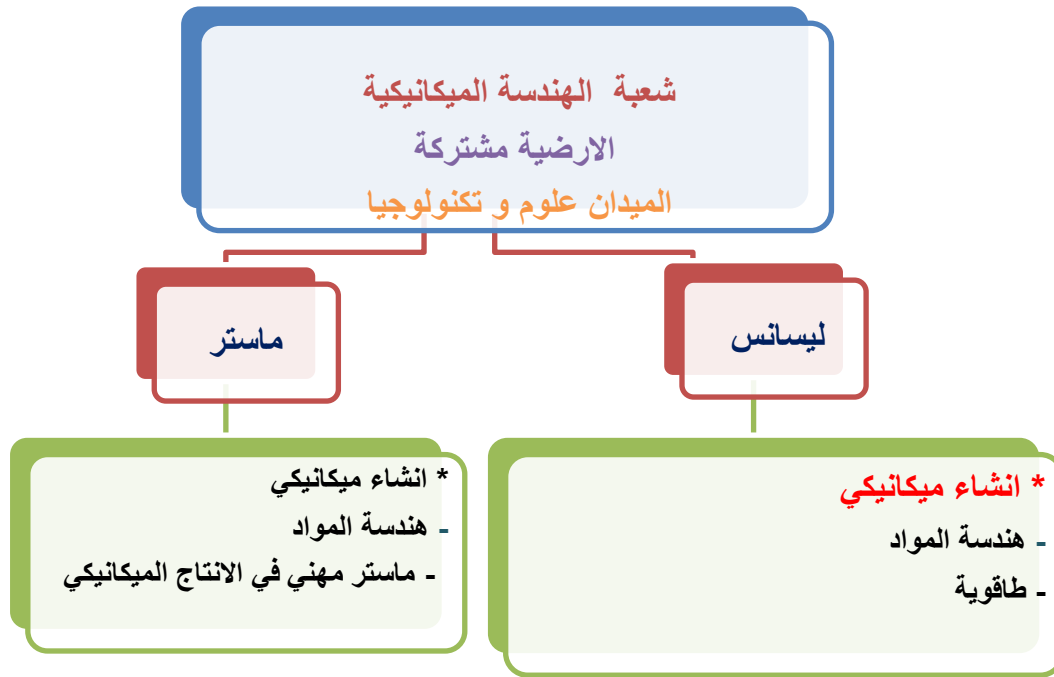 شعبة الهندسة الميكانيكية
الارضية مشتركة
الميدان علوم و تكنولوجيا
ليسانس
ماستر
* انشاء ميكانيكي
- هندسة المواد
- طاقوية
* انشاء ميكانيكي
- هندسة المواد
- ماستر مهني في الانتاج الميكانيكي